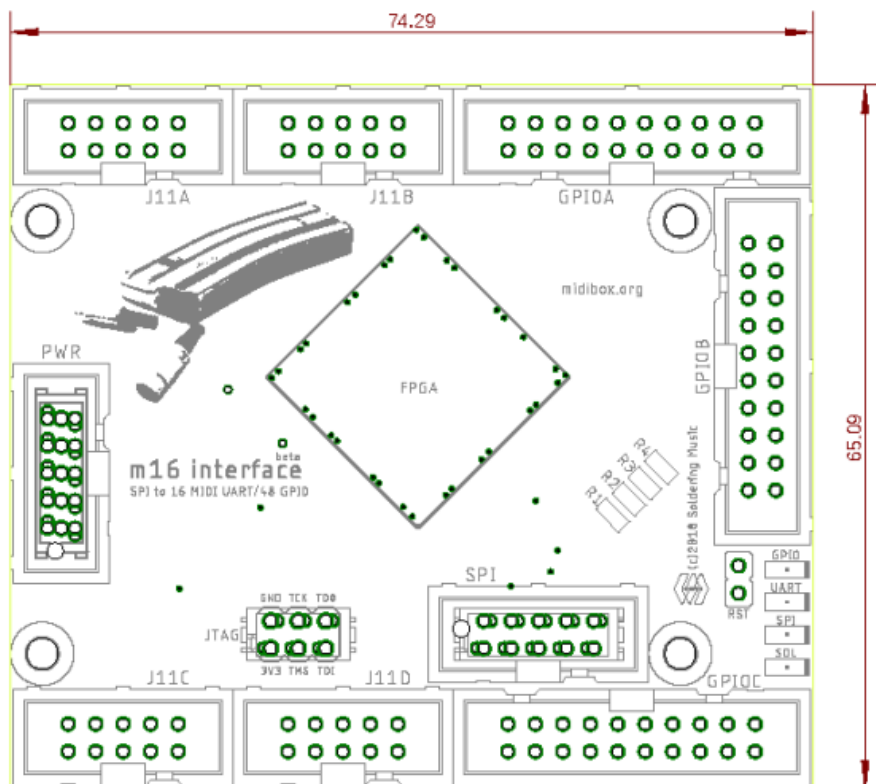 74.29
J11A
J11B
GPIOA
midibox.org
PWR
FPGA
GPIOB
65.09
beta
m16 interface
SPI to 16 MIDI UART/48 GPIO
R1
R2
R3
R4
(c)2018 Soldering Music
SPI
GPIO
UART
RST
SPI
SOL
GND TCK TDO
JTAG
3V3 TMS TDI
J11C
J11D
GPIOC